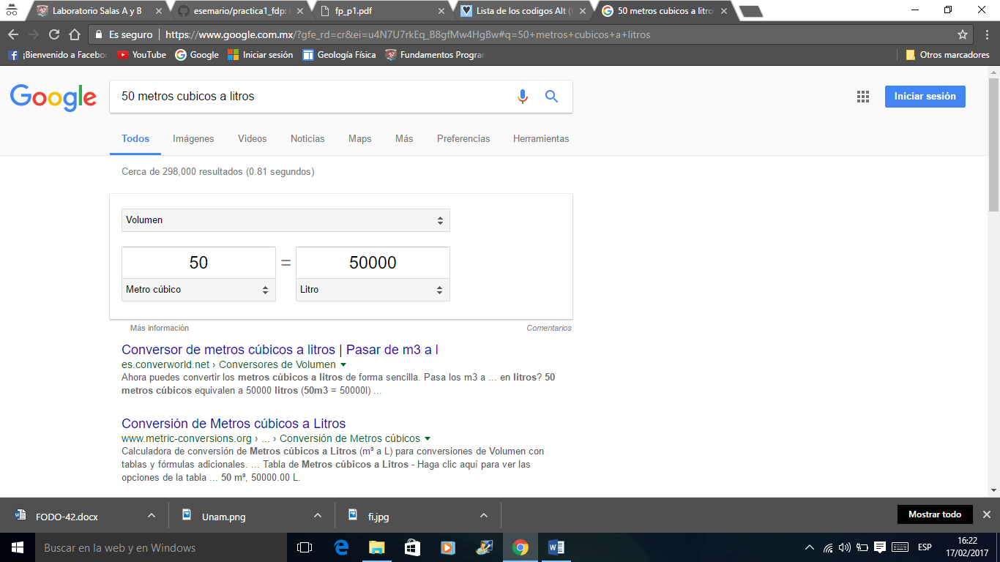 Laboratorio Salas A y B
esemario/practica1_fdp:
fp_p1.pdf
Lista de los codigos Alt (
50 metros cubicos a litro
Es seguro
https://www.google.com.mx/?gfe_rd=cr&ei=u4N7U7rkEq_B8gfMw4HgBw#q=50+metros+cubicos+a+litros
¡Bienvenido a Facebo
YouTube
Google
Iniciar sesión
Geología Física
Fundamentos Progra
Otros marcadores
Google
50 metros cubicos a litros
Iniciar sesión
Todos
Imágenes
Videos
Noticias
Maps
Más
Preferencias
Herramientas
Cerca de 298,000 resultados (0.81 segundos)
Volumen
50 = 50000
Metro cúbico
Litro
Más información
Comentarios
Conversor de metros cúbicos a litros | Pasar de m3 a l
es.converworld.net › Conversores de Volumen
Ahora puedes convertir los metros cúbicos a litros de forma sencilla. Pasa los m3 a ... en litros? 50
metros cúbicos equivalen a 50000 litros (50m3 = 50000l) ...
Conversión de Metros cúbicos a Litros
www.metric-conversions.org › ... › Conversión de Metros cúbicos
Calculadora de conversión de Metros cúbicos a Litros (m³ a L) para conversiones de Volumen con
tablas y fórmulas adicionales. ... Tabla de Metros cúbicos a Litros - Haga clic aquí para ver las
opciones de la tabla ... 50 m³, 50000.00 L.
FODO-42.docx
Unam.png
fi.jpg
Mostrar todo
Buscar en la web y en Windows
ESP
16:22
17/02/2017